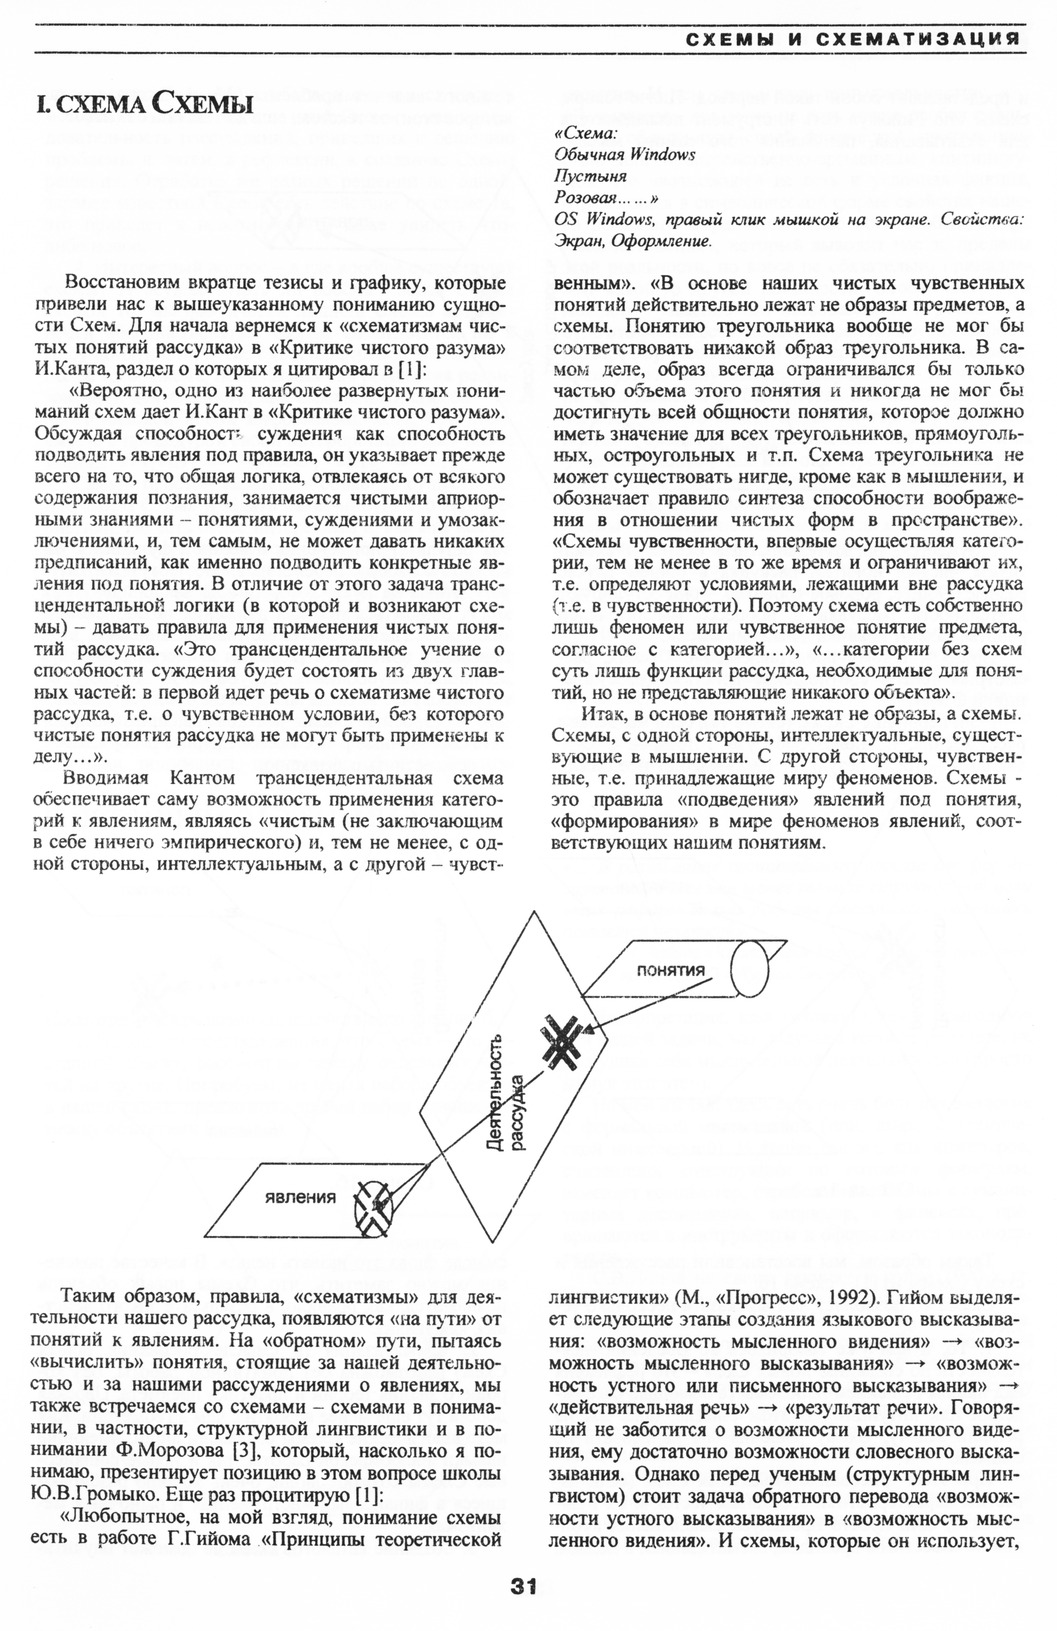 СХЕМЫ И СХЕМАТИЗАЦИЯ
I. СХЕМА СХЕМЫ
«Схема:
Обычная Windows
Пустыня
Розовая... ... »
OS Windows, правый клик мышкой на экране. Свойства:
Экран, Оформление.
Восстановим вкратце тезисы и графику, которые
привели нас к вышеуказанному пониманию сущно-
сти Схем. Для начала вернемся к «схематизмам чис-
тых понятий рассудка» в «Критике чистого разума»
И.Канта, раздел о которых я цитировал в [1]:
«Вероятно, одно из наиболее развернутых пони-
маний схем дает И.Кант в «Критике чистого разума».
Обсуждая способность суждения как способность
подводить явления под правила, он указывает прежде
всего на то, что общая логика, отвлекаясь от всякого
содержания познания, занимается чистыми априор-
ными знаниями – понятиями, суждениями и умозак-
лючениями, и, тем самым, не может давать никаких
предписаний, как именно подводить конкретные яв-
ления под понятия. В отличие от этого задача транс-
цендентальной логики (в которой и возникают схе-
мы) – давать правила для применения чистых поня-
тий рассудка. «Это трансцендентальное учение о
способности суждения будет состоять из двух глав-
ных частей: в первой идет речь о схематизме чистого
рассудка, т.е. о чувственном условии, без которого
чистые понятия рассудка не могут быть применены к
делу...».
Вводимая Кантом трансцендентальная схема
обеспечивает саму возможность применения катего-
рий к явлениям, являясь «чистым (не заключающим
в себе ничего эмпирического) и, тем не менее, с од-
ной стороны, интеллектуальным, а с другой – чувст-
венным». «В основе наших чистых чувственных
понятий действительно лежат не образы предметов, а
схемы. Понятию треугольника вообще не мог бы
соответствовать никакой образ треугольника. В са-
мом деле, образ всегда ограничивался бы только
частью объема этого понятия и никогда не мог бы
достигнуть всей общности понятия, которое должно
иметь значение для всех треугольников, прямоуголь-
ных, остроугольных и т.п. Схема треугольника не
может существовать нигде, кроме как в мышлении, и
обозначает правило синтеза способности воображе-
ния в отношении чистых форм в пространстве».
«Схемы чувственности, впервые осуществляя катего-
рии, тем не менее в то же время и ограничивают их,
т.е. определяют условиями, лежащими вне рассудка
(т.е. в чувственности). Поэтому схема есть собственно
лишь феномен или чувственное понятие предмета,
согласное с категорией...», «...категории без схем
суть лишь функции рассудка, необходимые для поня-
тий, но не представляющие никакого объекта».
Итак, в основе понятий лежат не образы, а схемы.
Схемы, с одной стороны, интеллектуальные, сущест-
вующие в мышлении. С другой стороны, чувствен-
ные, т.е. принадлежащие миру феноменов. Схемы -
это правила «подведения» явлений под понятия,
«формирования» в мире феноменов явлений, соот-
ветствующих нашим понятиям.
понятия
Деятельность
рассудка
явления
Таким образом, правила, «схематизмы» для дея-
тельности нашего рассудка, появляются «на пути» от
понятий к явлениям. На «обратном» пути, пытаясь
«вычислить» понятия, стоящие за нашей деятельно-
стью и за нашими рассуждениями о явлениях, мы
также встречаемся со схемами – схемами в понима-
нии, в частности, структурной лингвистики и в по-
нимании Ф.Морозова [3], который, насколько я по-
нимаю, презентирует позицию в этом вопросе школы
Ю.В.Громыко. Еще раз процитирую [1]:
«Любопытное, на мой взгляд, понимание схемы
есть в работе Г.Гийома «Принципы теоретической
лингвистики» (М., «Прогресс», 1992). Гийом выделя-
ет следующие этапы создания языкового высказыва-
ния: «возможность мысленного видения» → «воз-
можность мысленного высказывания» → «возмож-
ность устного или письменного высказывания» →
«действительная речь» → «результат речи». Говоря-
щий не заботится о возможности мысленного виде-
ния, ему достаточно возможности словесного выска-
зывания. Однако перед ученым (структурным лин-
гвистом) стоит задача обратного перевода «возмож-
ности устного высказывания» в «возможность мыс-
ленного видения». И схемы, которые он использует,
31